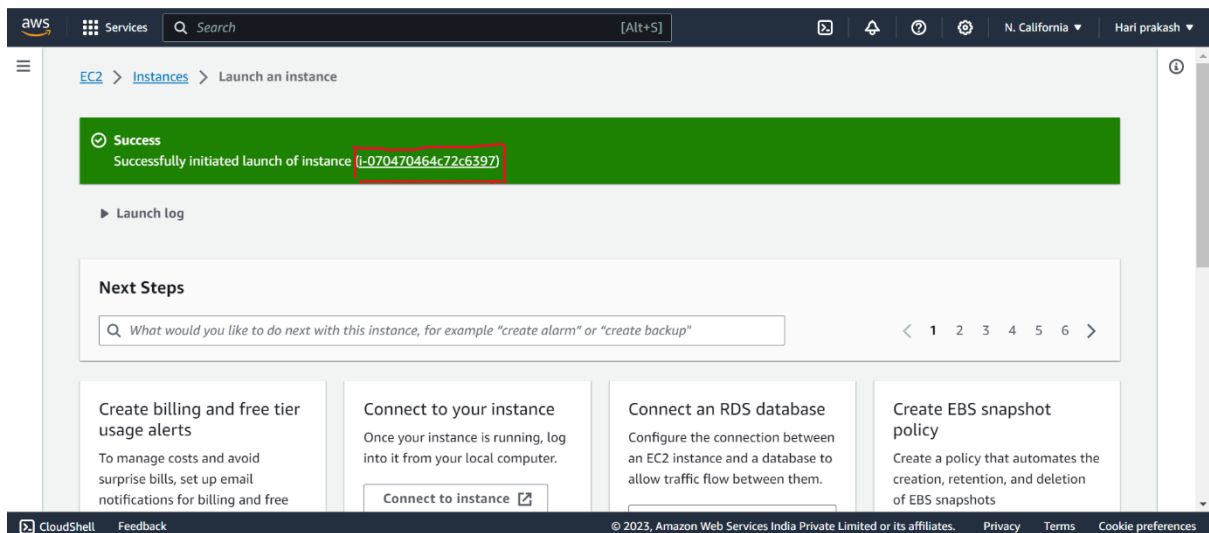 aws Services Search [Alt+S] N. California ▼ Hari prakash ▼
EC2 > Instances > Launch an instance
Success
Successfully initiated launch of instance (i-070470464c72c6397)
▶ Launch log
Next Steps
What would you like to do next with this instance, for example "create alarm" or "create backup"
< 1 2 3 4 5 6 >
Create billing and free tier
usage alerts
To manage costs and avoid
surprise bills, set up email
notifications for billing and free
Connect to your instance
Once your instance is running, log
into it from your local computer.
Connect to instance
Connect an RDS database
Configure the connection between
an EC2 instance and a database to
allow traffic flow between them.
Create EBS snapshot
policy
Create a policy that automates the
creation, retention, and deletion
of EBS snapshots
CloudShell Feedback © 2023, Amazon Web Services India Private Limited or its affiliates. Privacy Terms Cookie preferences